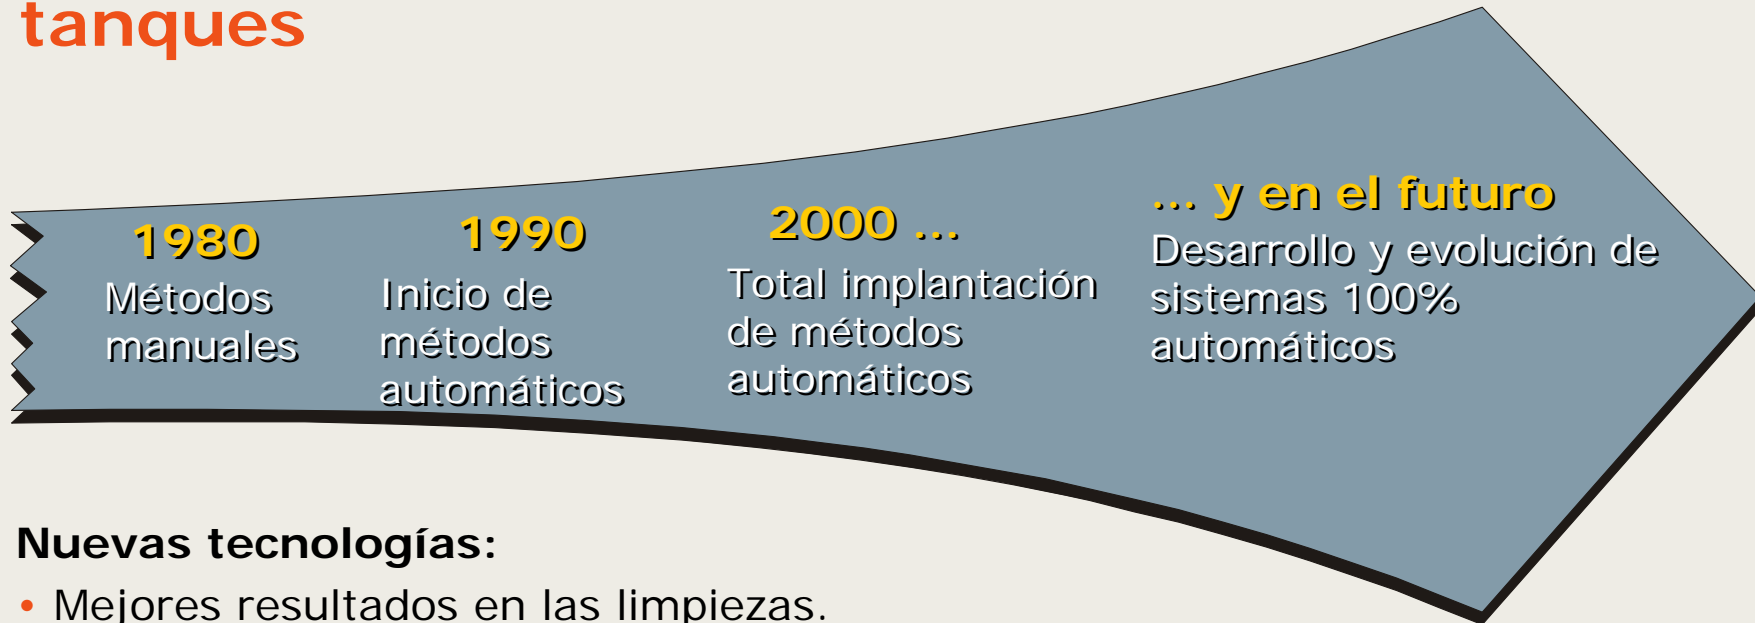 tanques
1980
Métodos
manuales
1990
Inicio de
métodos
automáticos
2000 ...
Total implantación
de métodos
automáticos
... y en el futuro
Desarrollo y evolución de
sistemas 100%
automáticos
Nuevas tecnologías:
• Mejores resultados en las limpiezas.